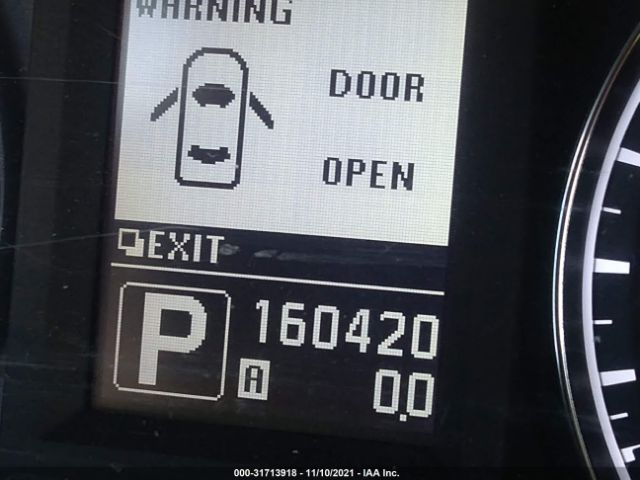 WARNING
DOOR
OPEN
EXIT
P 160420
A 0.0
000-31713918 - 11/10/2021 - IAA Inc.